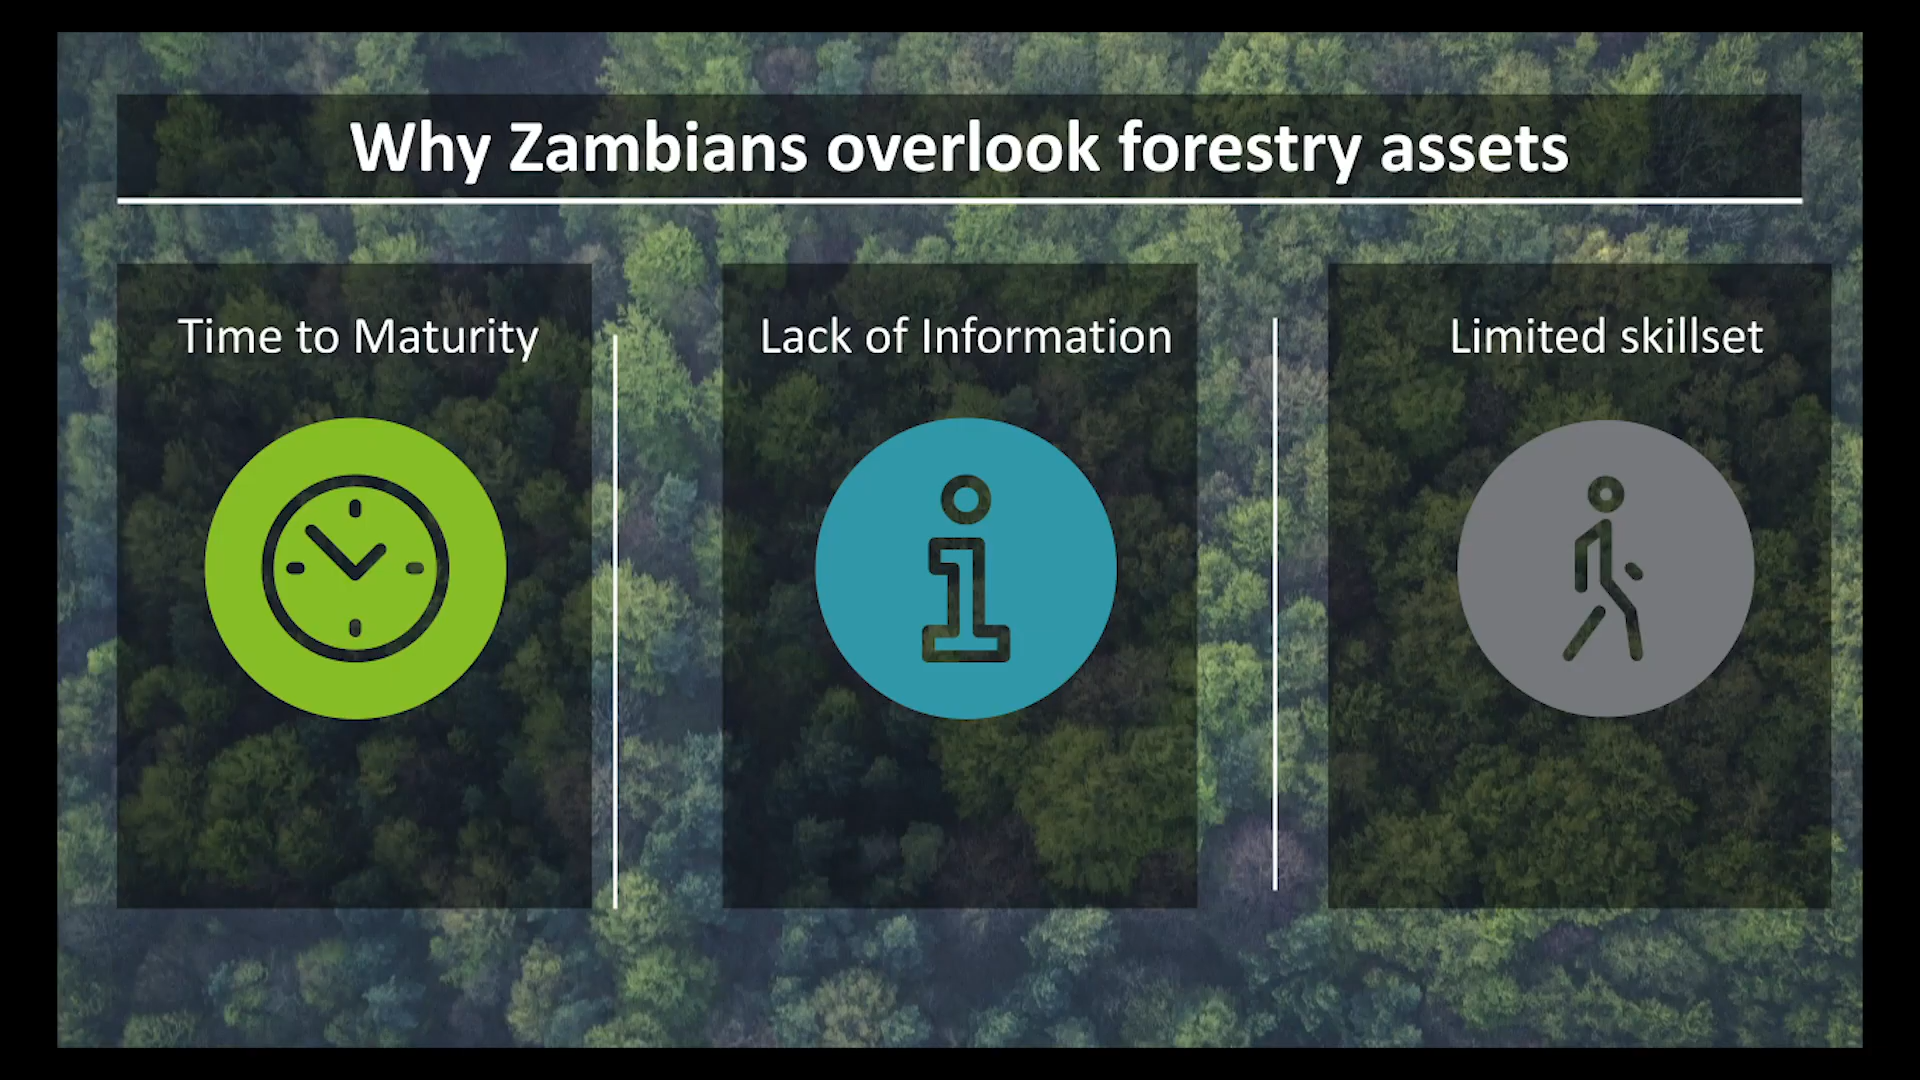 Why Zambians overlook forestry assets
Time to Maturity
Lack of Information
Limited skillset